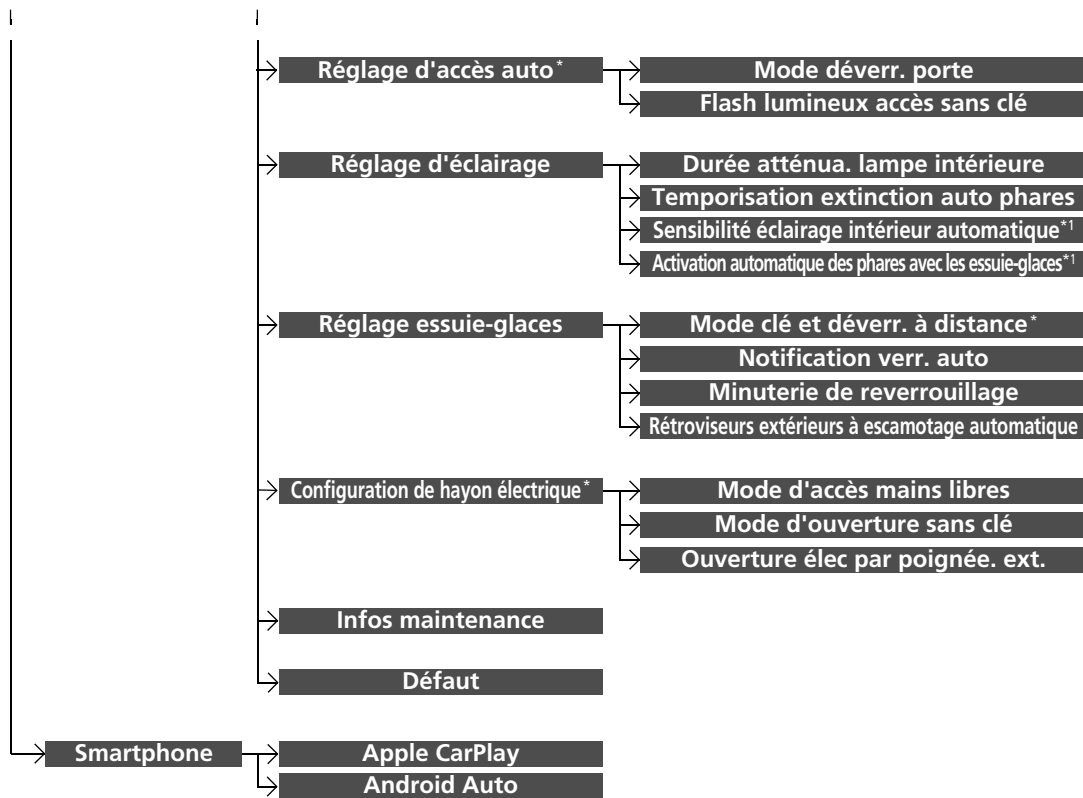 Réglage d'accès auto*
Mode déverr. porte
Flash lumineux accès sans clé
Réglage d'éclairage
Durée atténua. lampe intérieure
Temporisation extinction auto phares
Sensibilité éclairage intérieur automatique*1
Activation automatique des phares avec les essuie-glaces*1
Réglage essuie-glaces
Mode clé et déverr. à distance*
Notification verr. auto
Minuterie de reverrouillage
Rétroviseurs extérieurs à escamotage automatique
Configuration de hayon électrique*
Mode d'accès mains libres
Mode d'ouverture sans clé
Ouverture élec par poignée. ext.
Infos maintenance
Défaut
Smartphone
Apple CarPlay
Android Auto